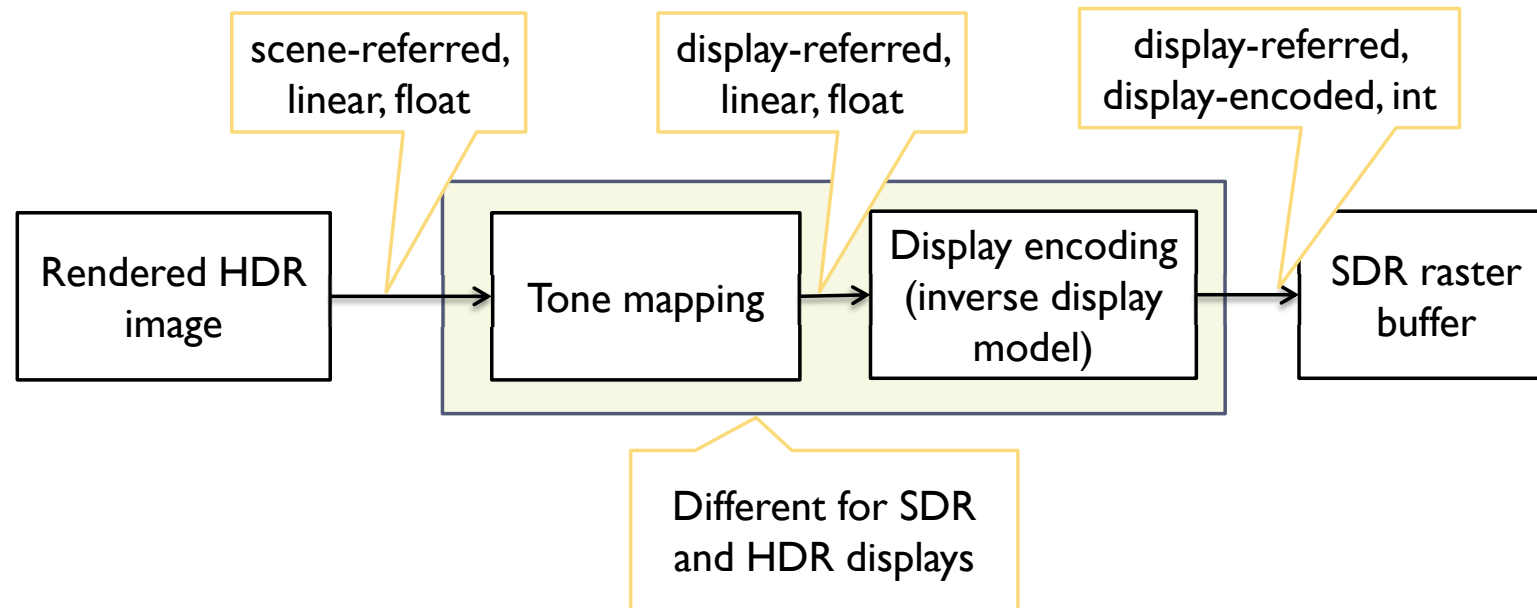 scene-referred,
linear, float
display-referred,
linear, float
display-referred,
display-encoded, int
Rendered HDR
image
Tone mapping
Display encoding
(inverse display
model)
SDR raster
buffer
Different for SDR
and HDR displays